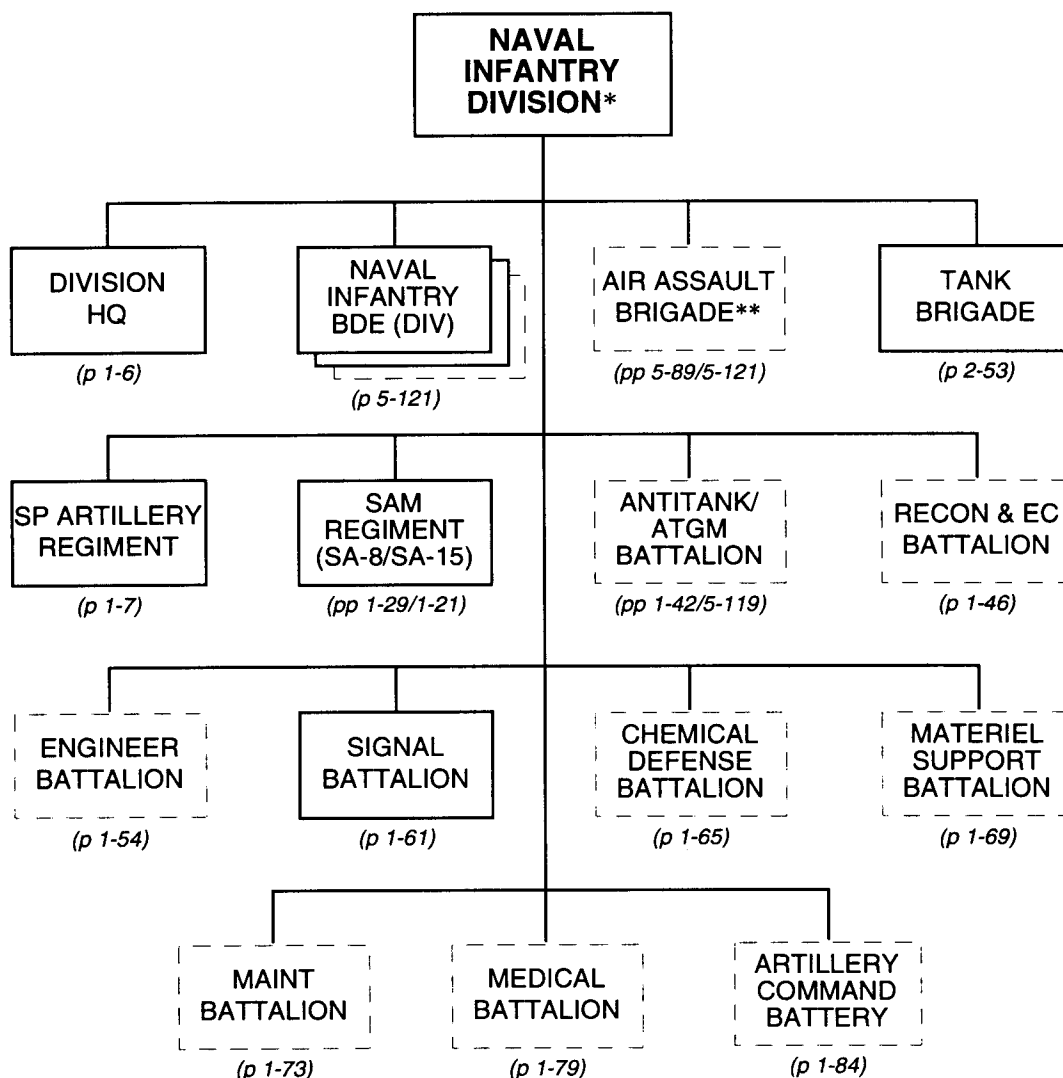 NAVAL
INFANTRY
DIVISION*
DIVISION
HQ
(p 1-6)
NAVAL
INFANTRY
BDE (DIV)
(p 5-121)
AIR ASSAULT
BRIGADE**
(pp 5-89/5-121)
TANK
BRIGADE
(p 2-53)
SP ARTILLERY
REGIMENT
(p 1-7)
SAM
REGIMENT
(SA-8/SA-15)
(pp 1-29/1-21)
ANTITANK/
ATGM
BATTALION
(pp 1-42/5-119)
RECON & EC
BATTALION
(p 1-46)
ENGINEER
BATTALION
(p 1-54)
SIGNAL
BATTALION
(p 1-61)
CHEMICAL
DEFENSE
BATTALION
(p 1-65)
MATERIEL
SUPPORT
BATTALION
(p 1-69)
MAINT
BATTALION
(p 1-73)
MEDICAL
BATTALION
(p 1-79)
ARTILLERY
COMMAND
BATTERY
(p 1-84)